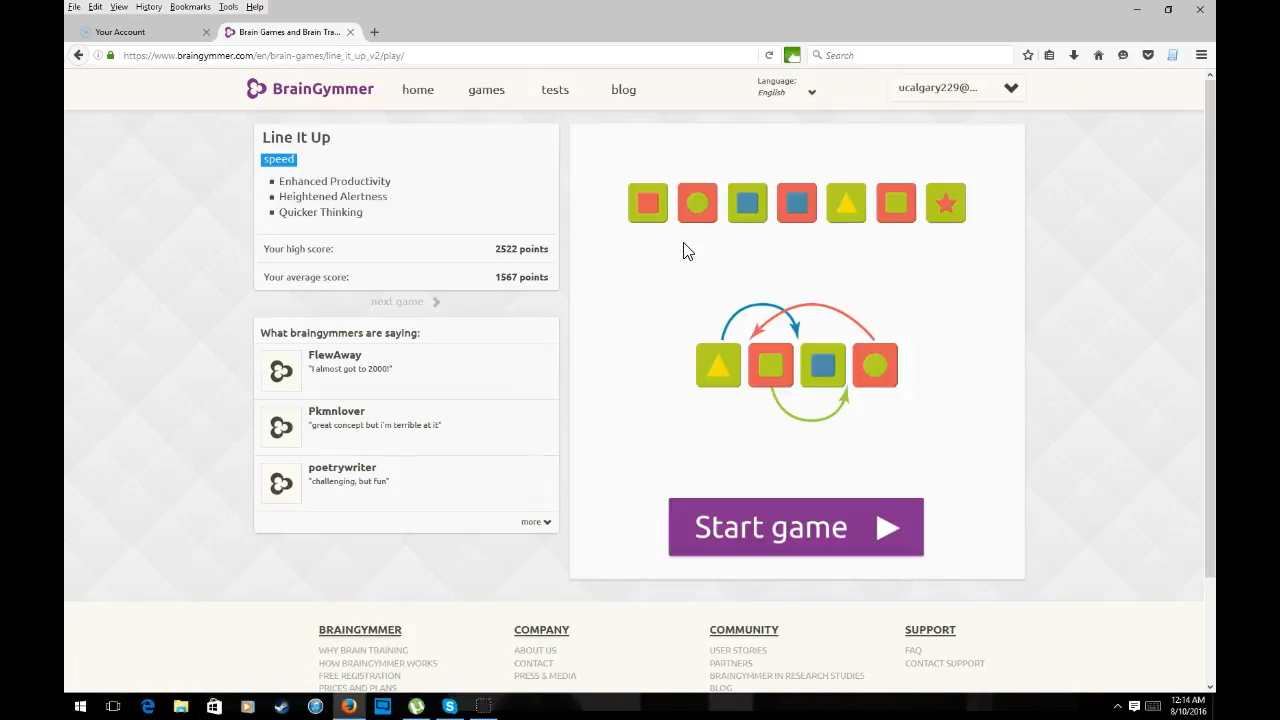 File Edit View History Bookmarks Tools Help
Your Account
Brain Games and Brain Tra...
https://www.braingymmer.com/en/brain-games/line_it_up_v2/play/
Search
BrainGymmer
home games tests blog
Language:
English
ucalgary229@...
Line It Up
speed
Enhanced Productivity
Heightened Alertness
Quicker Thinking
Your high score: 2522 points
Your average score: 1567 points
next game
What braingymmers are saying:
FlewAway
"I almost got to 2000!"
Pkmnlover
"great concept but i'm terrible at it"
poetrywriter
"challenging, but fun"
more
Start game
BRAINGYMMER
WHY BRAIN TRAINING
HOW BRAINGYMMER WORKS
FREE REGISTRATION
PRICES AND PLANS
COMPANY
ABOUT US
CONTACT
PRESS & MEDIA
COMMUNITY
USER STORIES
PARTNERS
BRAINGYMMER IN RESEARCH STUDIES
BLOG
SUPPORT
FAQ
CONTACT SUPPORT
12:14 AM
8/10/2016